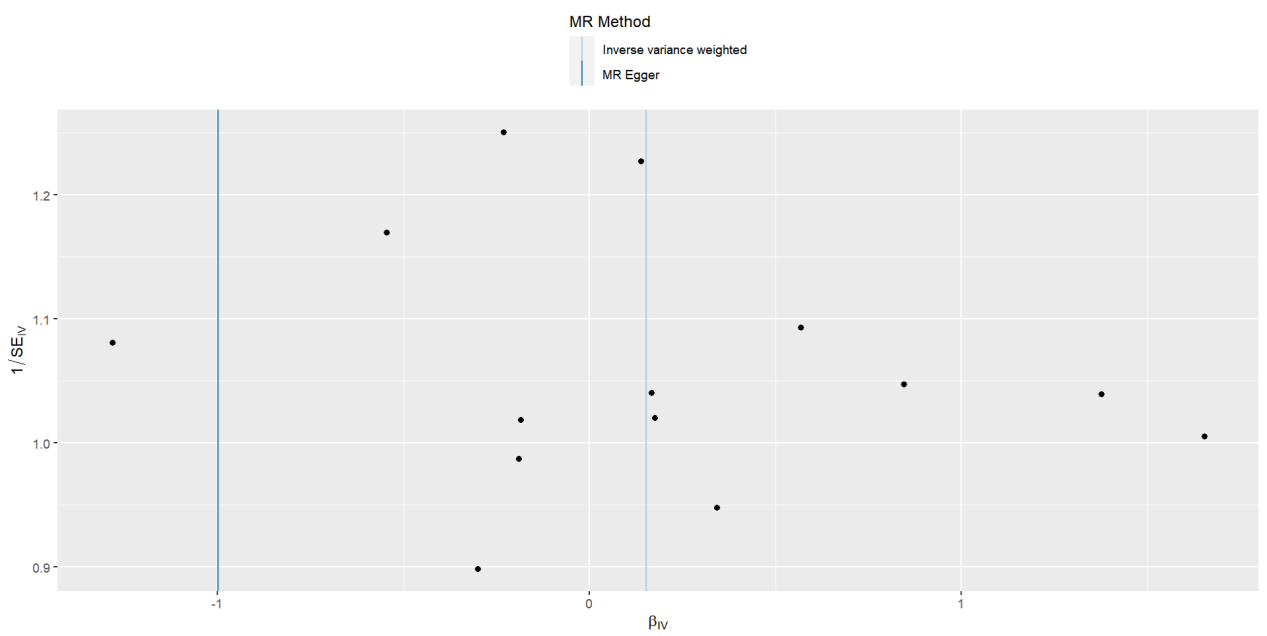 MR Method
Inverse variance weighted
MR Egger
1.2
1.1
1.0
0.9
1/SE_IV
-1
0
1
β_IV